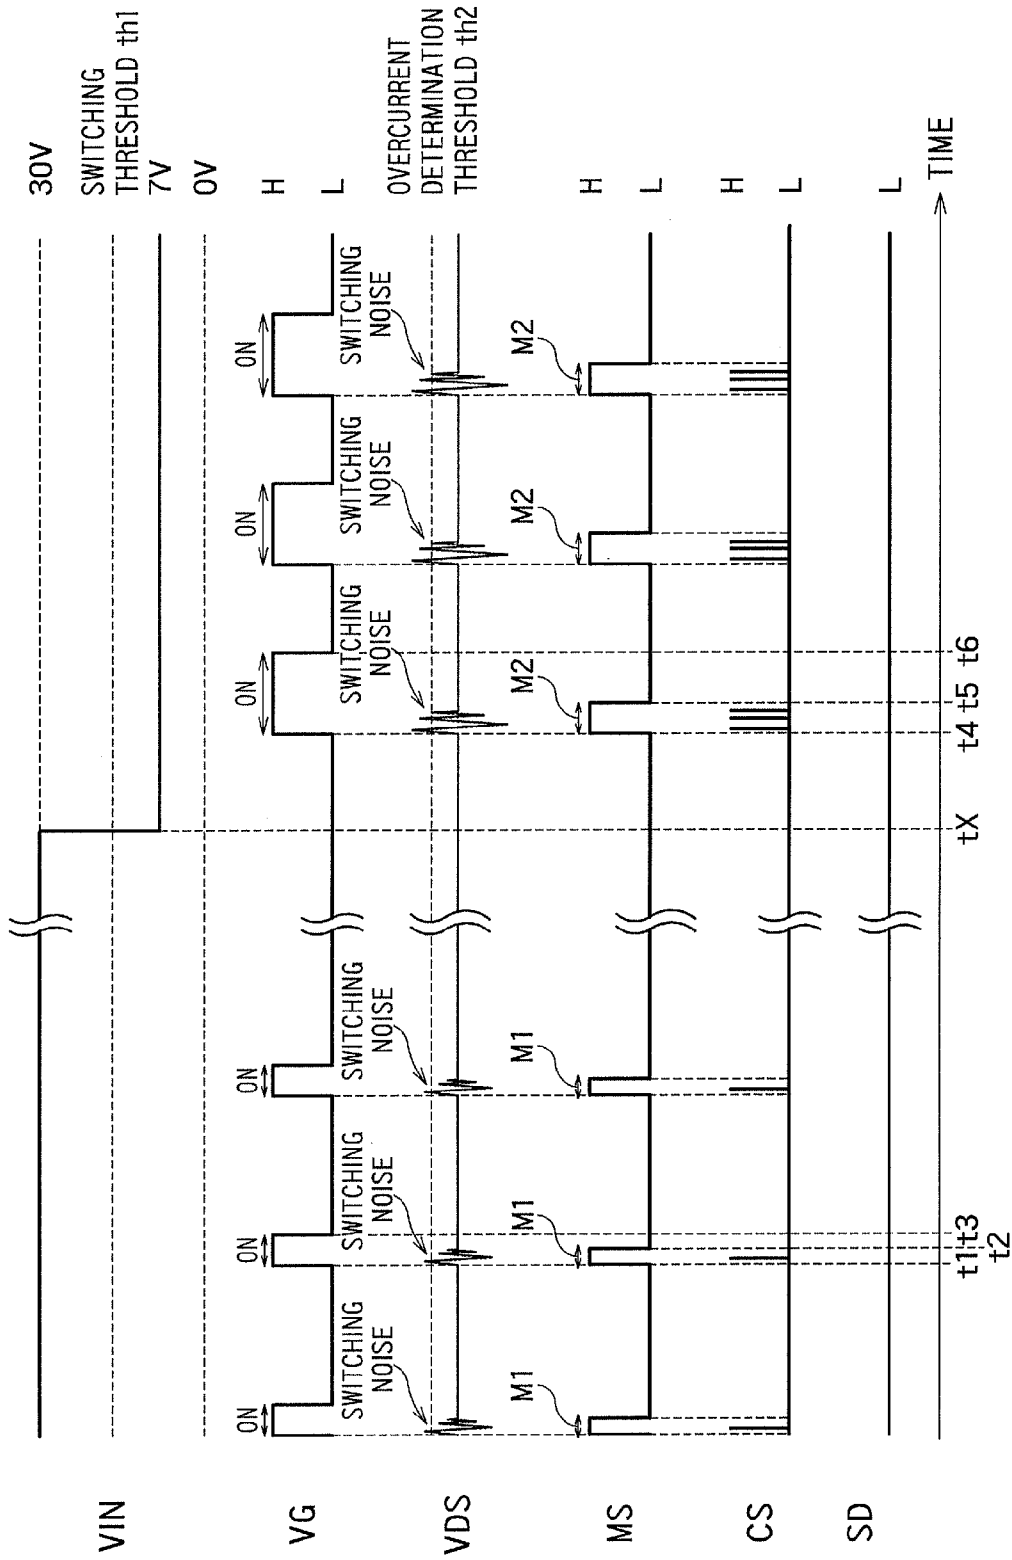 VIN
30V
SWITCHING
THRESHOLD th1
7V
0V
VG
ON
ON
ON
ON
ON
ON
H
L
SWITCHING
NOISE
SWITCHING
NOISE
SWITCHING
NOISE
SWITCHING
NOISE
SWITCHING
NOISE
SWITCHING
NOISE
VDS
OVERCURRENT
DETERMINATION
THRESHOLD th2
M1
M1
M1
M2
M2
M2
MS
H
L
CS
H
L
SD
L
t1
t2
t3
tX
t4
t5
t6
TIME